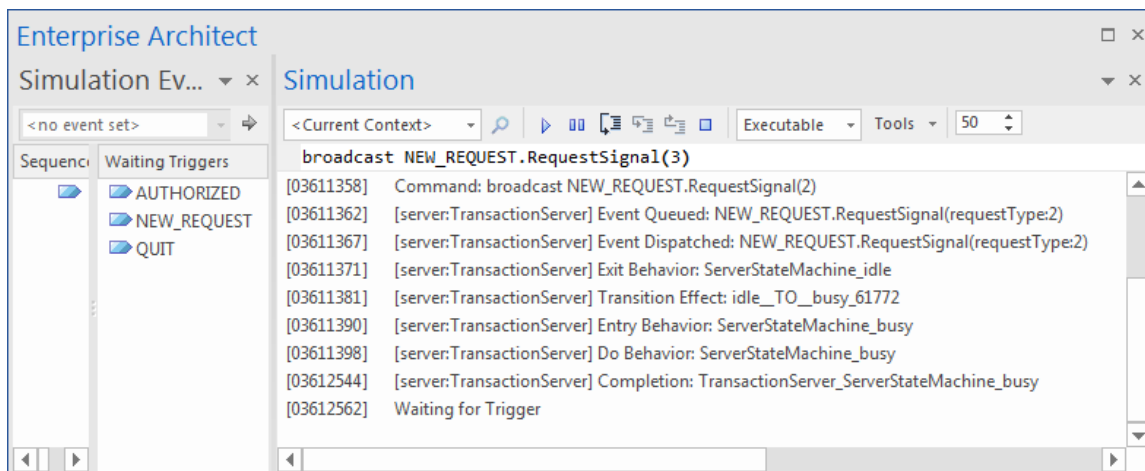 Enterprise Architect
Simulation Ev...
Simulation
<no event set>
<Current Context>
Executable
Tools
50
Sequence
Waiting Triggers
AUTHORIZED
NEW_REQUEST
QUIT
broadcast NEW_REQUEST.RequestSignal(3)
[03611358] Command: broadcast NEW_REQUEST.RequestSignal(2)
[03611362] [server:TransactionServer] Event Queued: NEW_REQUEST.RequestSignal(requestType:2)
[03611367] [server:TransactionServer] Event Dispatched: NEW_REQUEST.RequestSignal(requestType:2)
[03611371] [server:TransactionServer] Exit Behavior: ServerStateMachine_idle
[03611381] [server:TransactionServer] Transition Effect: idle__TO__busy_61772
[03611390] [server:TransactionServer] Entry Behavior: ServerStateMachine_busy
[03611398] [server:TransactionServer] Do Behavior: ServerStateMachine_busy
[03612544] [server:TransactionServer] Completion: TransactionServer_ServerStateMachine_busy
[03612562] Waiting for Trigger